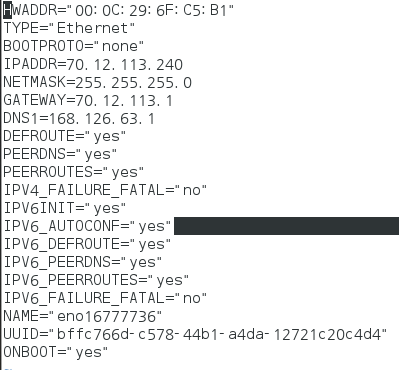 HWADDR="00:0C:29:6F:C5:B1"
TYPE="Ethernet"
BOOTPROTO="none"
IPADDR=70.12.113.240
NETMASK=255.255.255.0
GATEWAY=70.12.113.1
DNS1=168.126.63.1
DEFROUTE="yes"
PEERDNS="yes"
PEERROUTES="yes"
IPV4_FAILURE_FATAL="no"
IPV6INIT="yes"
IPV6_AUTOCONF="yes"
IPV6_DEFROUTE="yes"
IPV6_PEERDNS="yes"
IPV6_PEERROUTES="yes"
IPV6_FAILURE_FATAL="no"
NAME="eno16777736"
UUID="bffc766d-c578-44b1-a4da-12721c20c4d4"
ONBOOT="yes"
~